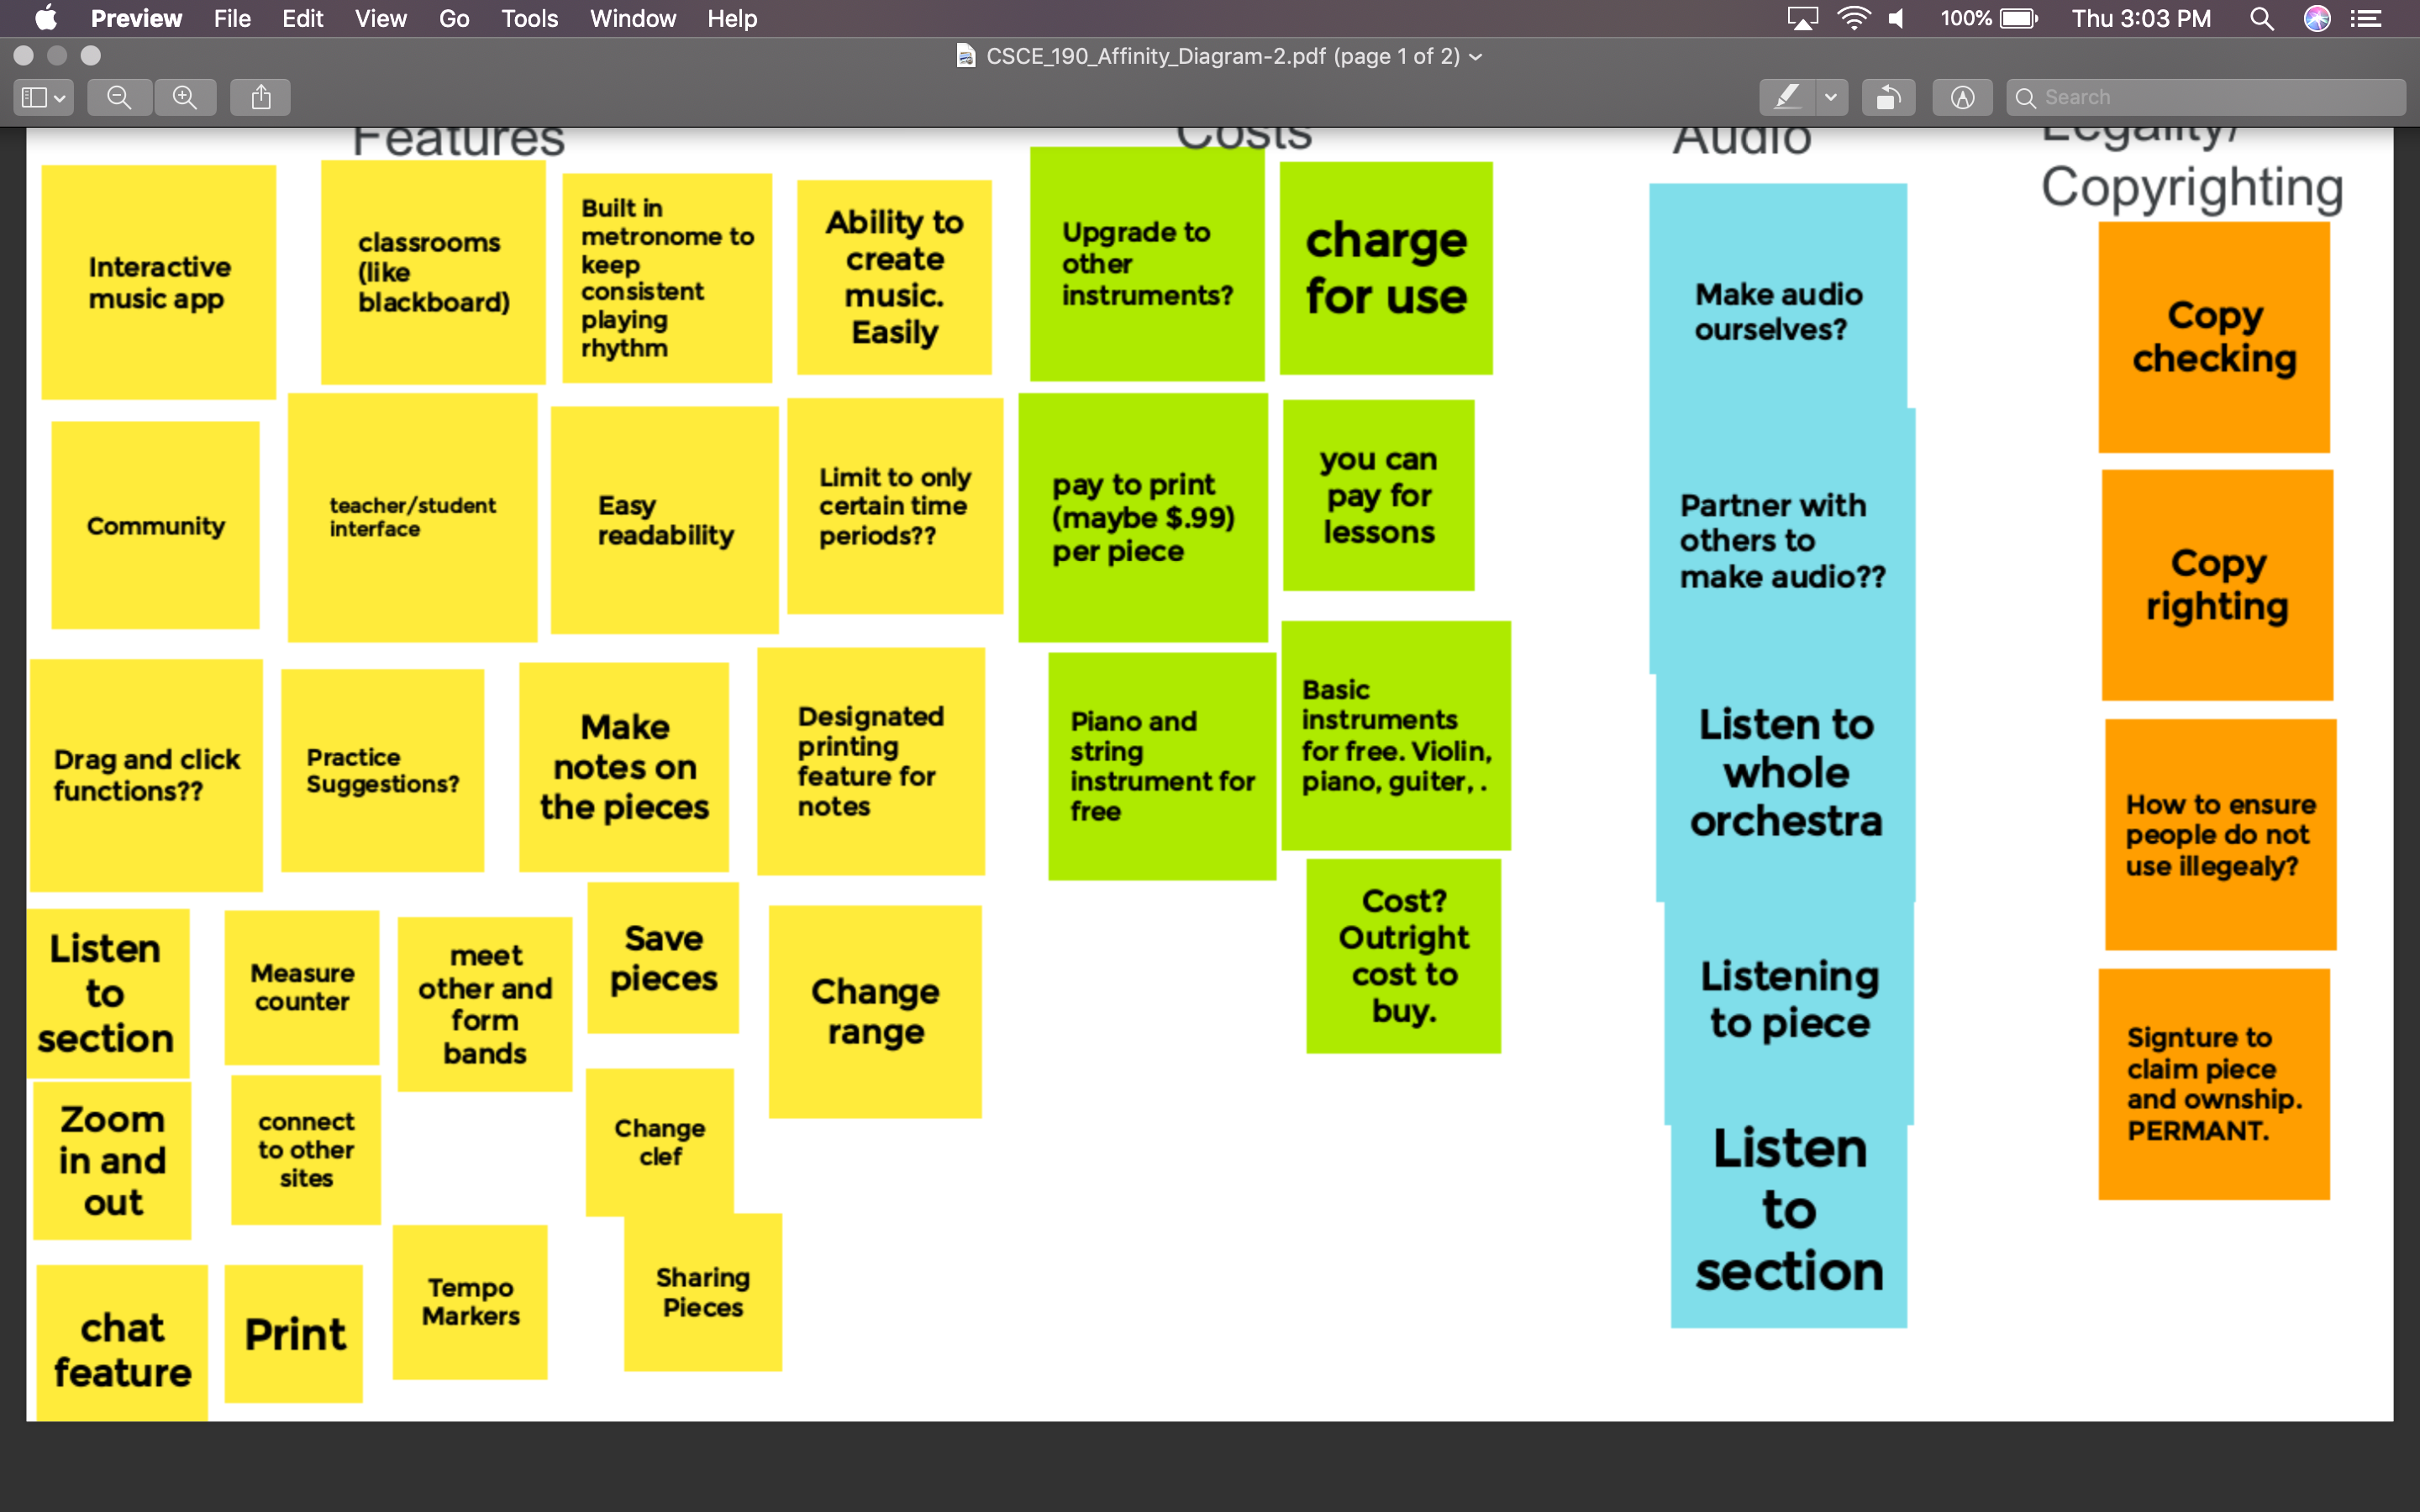 Preview File Edit View Go Tools Window Help
100%
Thu 3:03 PM
CSCE_190_Affinity_Diagram-2.pdf (page 1 of 2)
Search
Features
Interactive
music app
classrooms
(like
blackboard)
Built in
metronome to
keep
consistent
playing
rhythm
Ability to
create
music.
Easily
Community
teacher/student
interface
Easy
readability
Limit to only
certain time
periods??
Drag and click
functions??
Practice
Suggestions?
Make
notes on
the pieces
Designated
printing
feature for
notes
Listen
to
section
Measure
counter
meet
other and
form
bands
Save
pieces
Change
range
Zoom
in and
out
connect
to other
sites
Change
clef
chat
feature
Print
Tempo
Markers
Sharing
Pieces
Costs
Upgrade to
other
instruments?
charge
for use
pay to print
(maybe $.99)
per piece
you can
pay for
lessons
Piano and
string
instrument for
free
Basic
instruments
for free. Violin,
piano, guiter, .
Cost?
Outright
cost to
buy.
Audio
Make audio
ourselves?
Partner with
others to
make audio??
Listen to
whole
orchestra
Listening
to piece
Listen
to
section
Legality/
Copyrighting
Copy
checking
Copy
righting
How to ensure
people do not
use illegealy?
Signture to
claim piece
and ownship.
PERMANT.